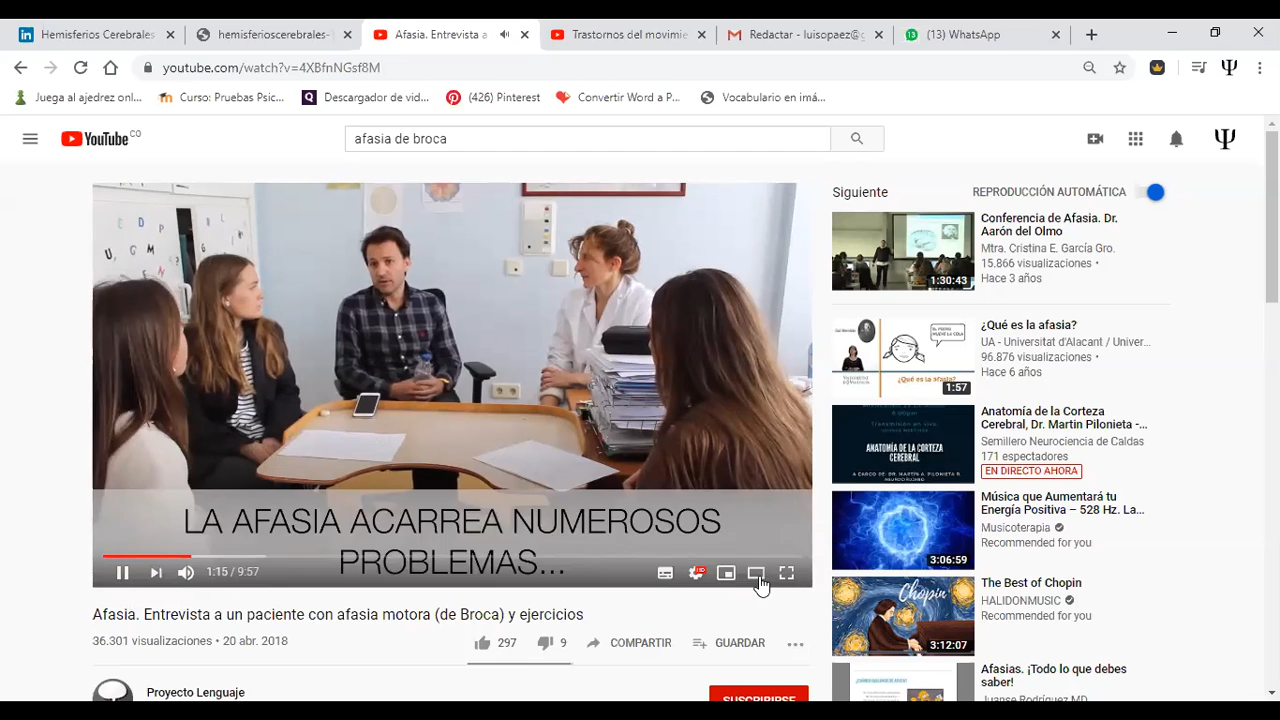 Hemisferios Cerebrales
hemisferioscerebrales-
Afasia. Entrevista a
Trastornos del movimie
Redactar - luisopaez@g
(13) WhatsApp
youtube.com/watch?v=4XBfnNGsf8M
Juega al ajedrez onl...
Curso: Pruebas Psic...
Descargador de vid...
(426) Pinterest
Convertir Word a P...
Vocabulario en imá...
YouTube CO
afasia de broca
Siguiente
REPRODUCCIÓN AUTOMÁTICA
Conferencia de Afasia. Dr.
Aarón del Olmo
Mtra. Cristina E. García Gro.
15.866 visualizaciones •
Hace 3 años
1:30:43
¿Qué es la afasia?
UA - Universitat d'Alacant / Univer...
96.876 visualizaciones •
Hace 6 años
¿Qué es la afasia?
1:57
Anatomía de la Corteza
Cerebral, Dr. Martin Pilonieta -...
Semillero Neurociencia de Caldas
171 espectadores
EN DIRECTO AHORA
ANATOMÍA DE LA CORTEZA
CEREBRAL
Música que Aumentará tu
Energía Positiva – 528 Hz. La...
Musicoterapia
Recommended for you
3:06:59
The Best of Chopin
HALIDONMUSIC
Recommended for you
Chopin
3:12:07
Afasias. ¡Todo lo que debes
saber!
Juanse Rodríguez MD
LA AFASIA ACARREA NUMEROSOS
PROBLEMAS...
1:15 / 9:57
HD
Afasia. Entrevista a un paciente con afasia motora (de Broca) y ejercicios
36.301 visualizaciones • 20 abr. 2018
297
9
COMPARTIR
GUARDAR
Proyecto Lenguaje
SUSCRIBIRSE